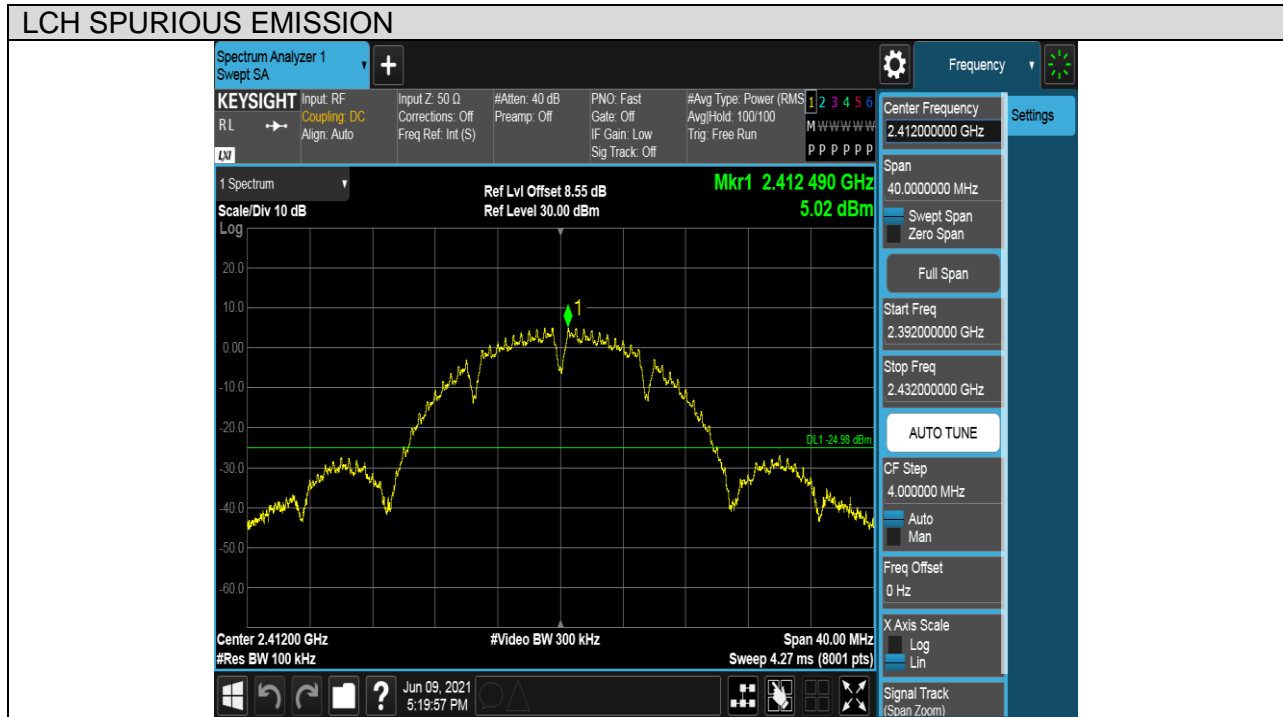 LCH SPURIOUS EMISSION
Spectrum Analyzer 1
Swept SA
Frequency
KEYSIGHT
RL
LXI
Input: RF
Coupling: DC
Align: Auto
Input Z: 50 Ω
Corrections: Off
Freq Ref: Int (S)
#Atten: 40 dB
Preamp: Off
PNO: Fast
Gate: Off
IF Gain: Low
Sig Track: Off
#Avg Type: Power (RMS
Avg|Hold: 100/100
Trig: Free Run
1 2 3 4 5 6
M W W W W W
P P P P P P
1 Spectrum
Scale/Div 10 dB
Ref Lvl Offset 8.55 dB
Ref Level 30.00 dBm
Mkr1 2.412 490 GHz
5.02 dBm
Log
20.0
10.0
0.00
-10.0
-20.0
-30.0
-40.0
-50.0
-60.0
1
DL1 -24.98 dBm
Center 2.41200 GHz
#Res BW 100 kHz
#Video BW 300 kHz
Span 40.00 MHz
Sweep 4.27 ms (8001 pts)
Center Frequency
2.412000000 GHz
Settings
Span
40.0000000 MHz
Swept Span
Zero Span
Full Span
Start Freq
2.392000000 GHz
Stop Freq
2.432000000 GHz
AUTO TUNE
CF Step
4.000000 MHz
Auto
Man
Freq Offset
0 Hz
X Axis Scale
Log
Lin
Signal Track
(Span Zoom)
?
Jun 09, 2021
5:19:57 PM